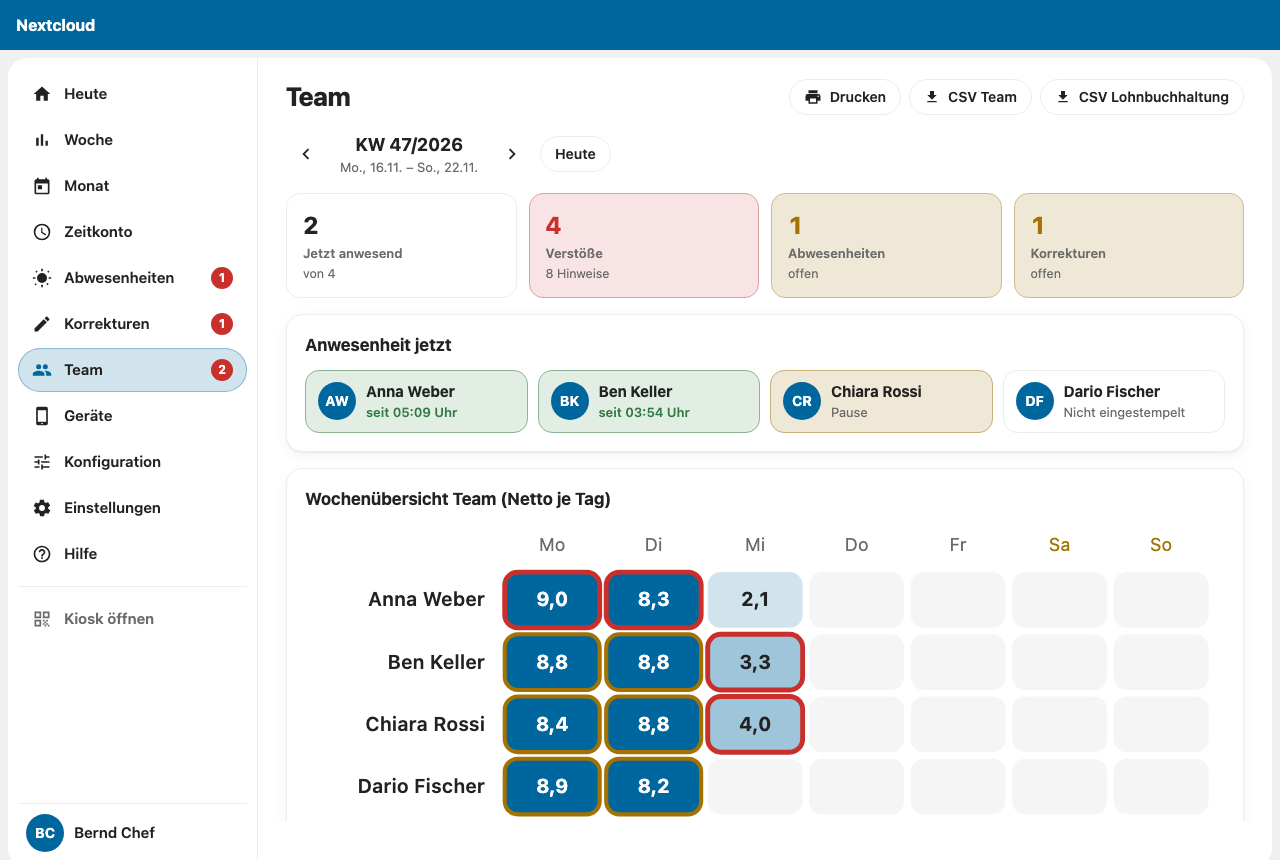 Nextcloud
Heute
Woche
Monat
Zeitkonto
Abwesenheiten 1
Korrekturen 1
Team 2
Geräte
Konfiguration
Einstellungen
Hilfe
Kiosk öffnen
BC Bernd Chef
Team
Drucken
CSV Team
CSV Lohnbuchhaltung
KW 47/2026
Mo., 16.11. – So., 22.11.
Heute
2
Jetzt anwesend
von 4
4
Verstöße
8 Hinweise
1
Abwesenheiten
offen
1
Korrekturen
offen
Anwesenheit jetzt
AW
Anna Weber
seit 05:09 Uhr
BK
Ben Keller
seit 03:54 Uhr
CR
Chiara Rossi
Pause
DF
Dario Fischer
Nicht eingestempelt
Wochenübersicht Team (Netto je Tag)
Mo Di Mi Do Fr Sa So
Anna Weber 9,0 8,3 2,1
Ben Keller 8,8 8,8 3,3
Chiara Rossi 8,4 8,8 4,0
Dario Fischer 8,9 8,2